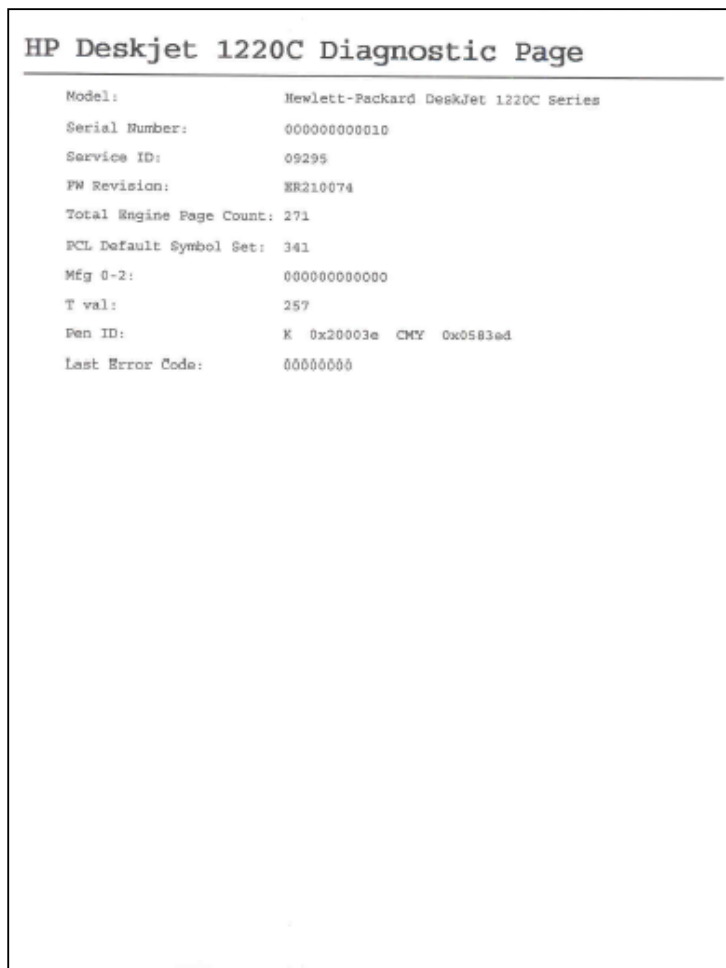 HP Deskjet 1220C Diagnostic Page
Model: Hewlett-Packard DeskJet 1220C Series
Serial Number: 000000000010
Service ID: 09295
FW Revision: ER210074
Total Engine Page Count: 271
PCL Default Symbol Set: 341
Mfg 0-2: 000000000000
T val: 257
Pen ID: K 0x20003e CMY 0x0583ed
Last Error Code: 00000000